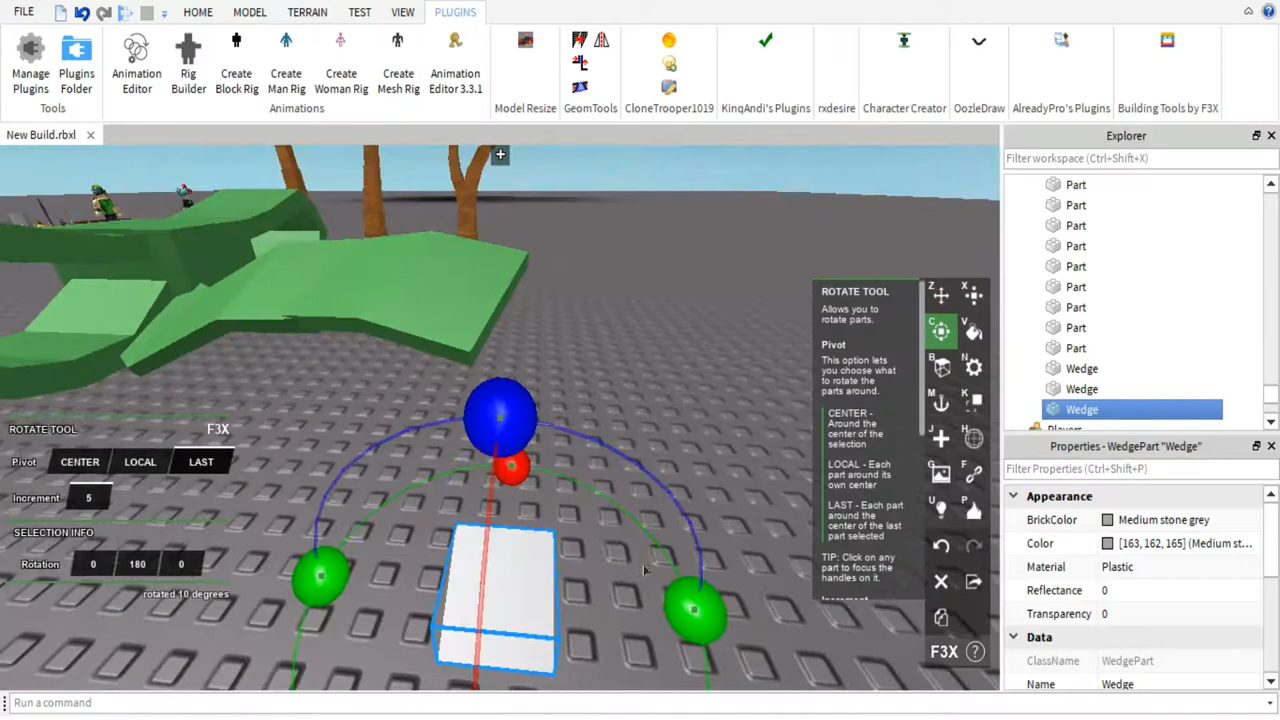 FILE HOME MODEL TERRAIN TEST VIEW PLUGINS
Manage Plugins Plugins Folder
Tools
Animation Editor Rig Builder Create Block Rig Create Man Rig Create Woman Rig Create Mesh Rig Animation Editor 3.3.1
Animations
Model Resize GeomTools CloneTrooper1019 KinqAndi's Plugins rxdesire Character Creator OozleDraw AlreadyPro's Plugins Building Tools by F3X
New Build.rbxl
ROTATE TOOL
Allows you to
rotate parts.
Pivot
This option lets
you choose what
to rotate the
parts around.
CENTER -
Around the
center of the
selection
LOCAL - Each
part around its
own center
LAST - Each part
around the
center of the last
part selected
TIP: Click on any
part to focus the
handles on it.
Increment
Z X
C V
B N
M K
J H
G F
U P
F3X ?
ROTATE TOOL F3X
Pivot CENTER LOCAL LAST
Increment 5
SELECTION INFO
Rotation 0 180 0
rotated 10 degrees
Explorer
Filter workspace (Ctrl+Shift+X)
Part
Part
Part
Part
Part
Part
Part
Part
Part
Wedge
Wedge
Wedge
Players
Properties - WedgePart "Wedge"
Filter Properties (Ctrl+Shift+P)
Appearance
BrickColor Medium stone grey
Color [163, 162, 165] (Medium st...
Material Plastic
Reflectance 0
Transparency 0
Data
ClassName WedgePart
Name Wedge
Run a command